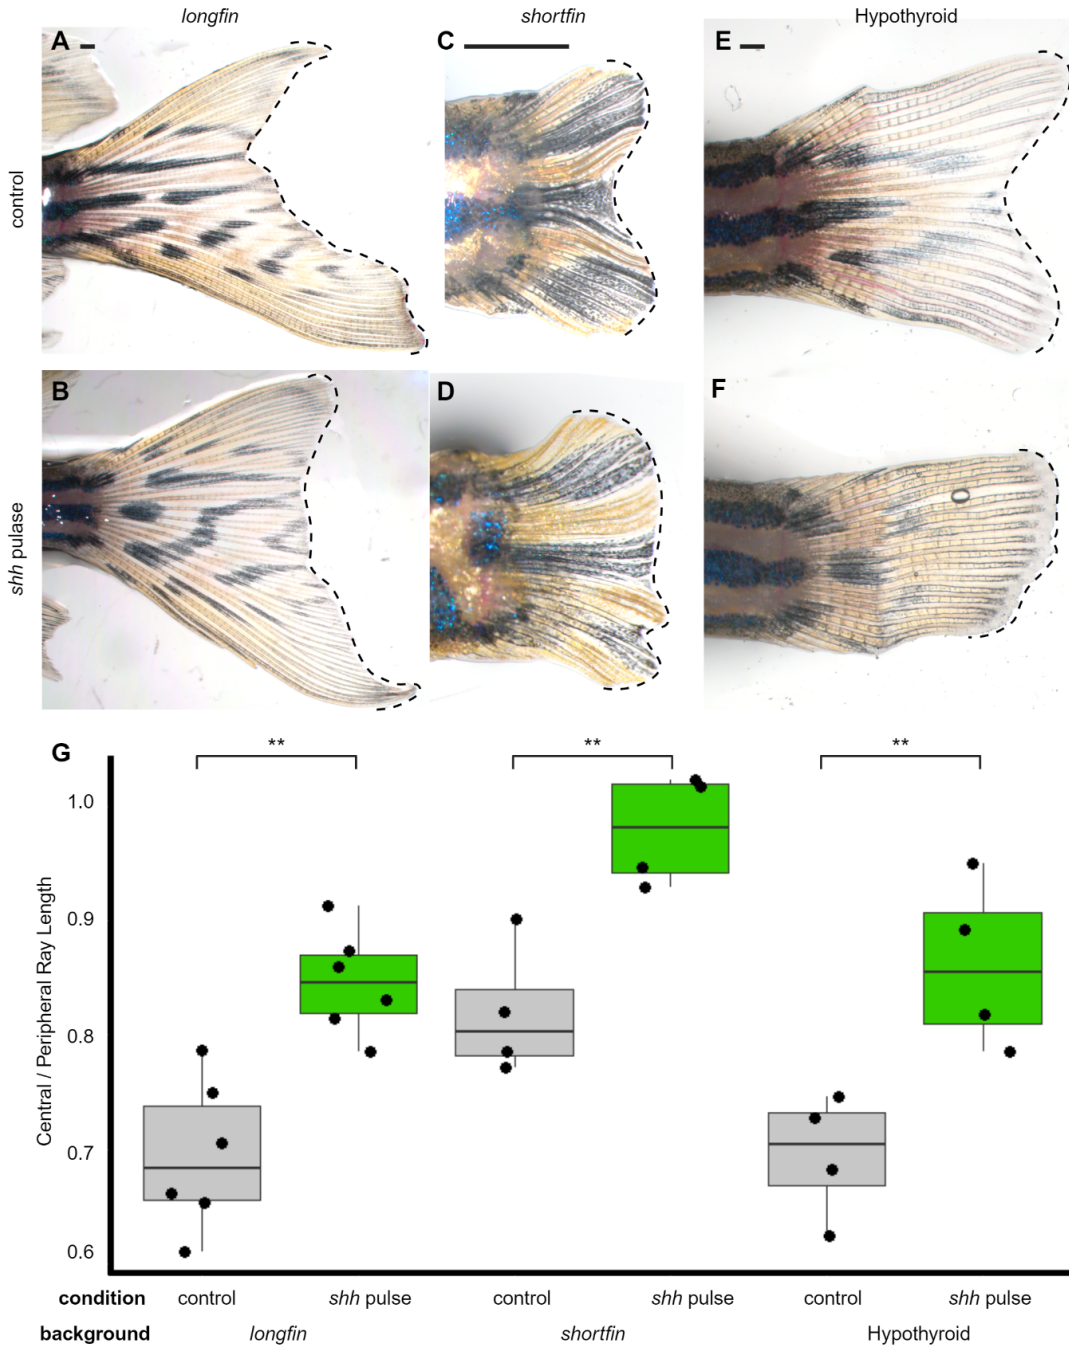 longfin shortfin Hypothyroid
A C E
control
B D F
shh pulase
G ** ** **
Central / Peripheral Ray Length
1.0
0.9
0.8
0.7
0.6
condition control shh pulse control shh pulse control shh pulse
background longfin shortfin Hypothyroid